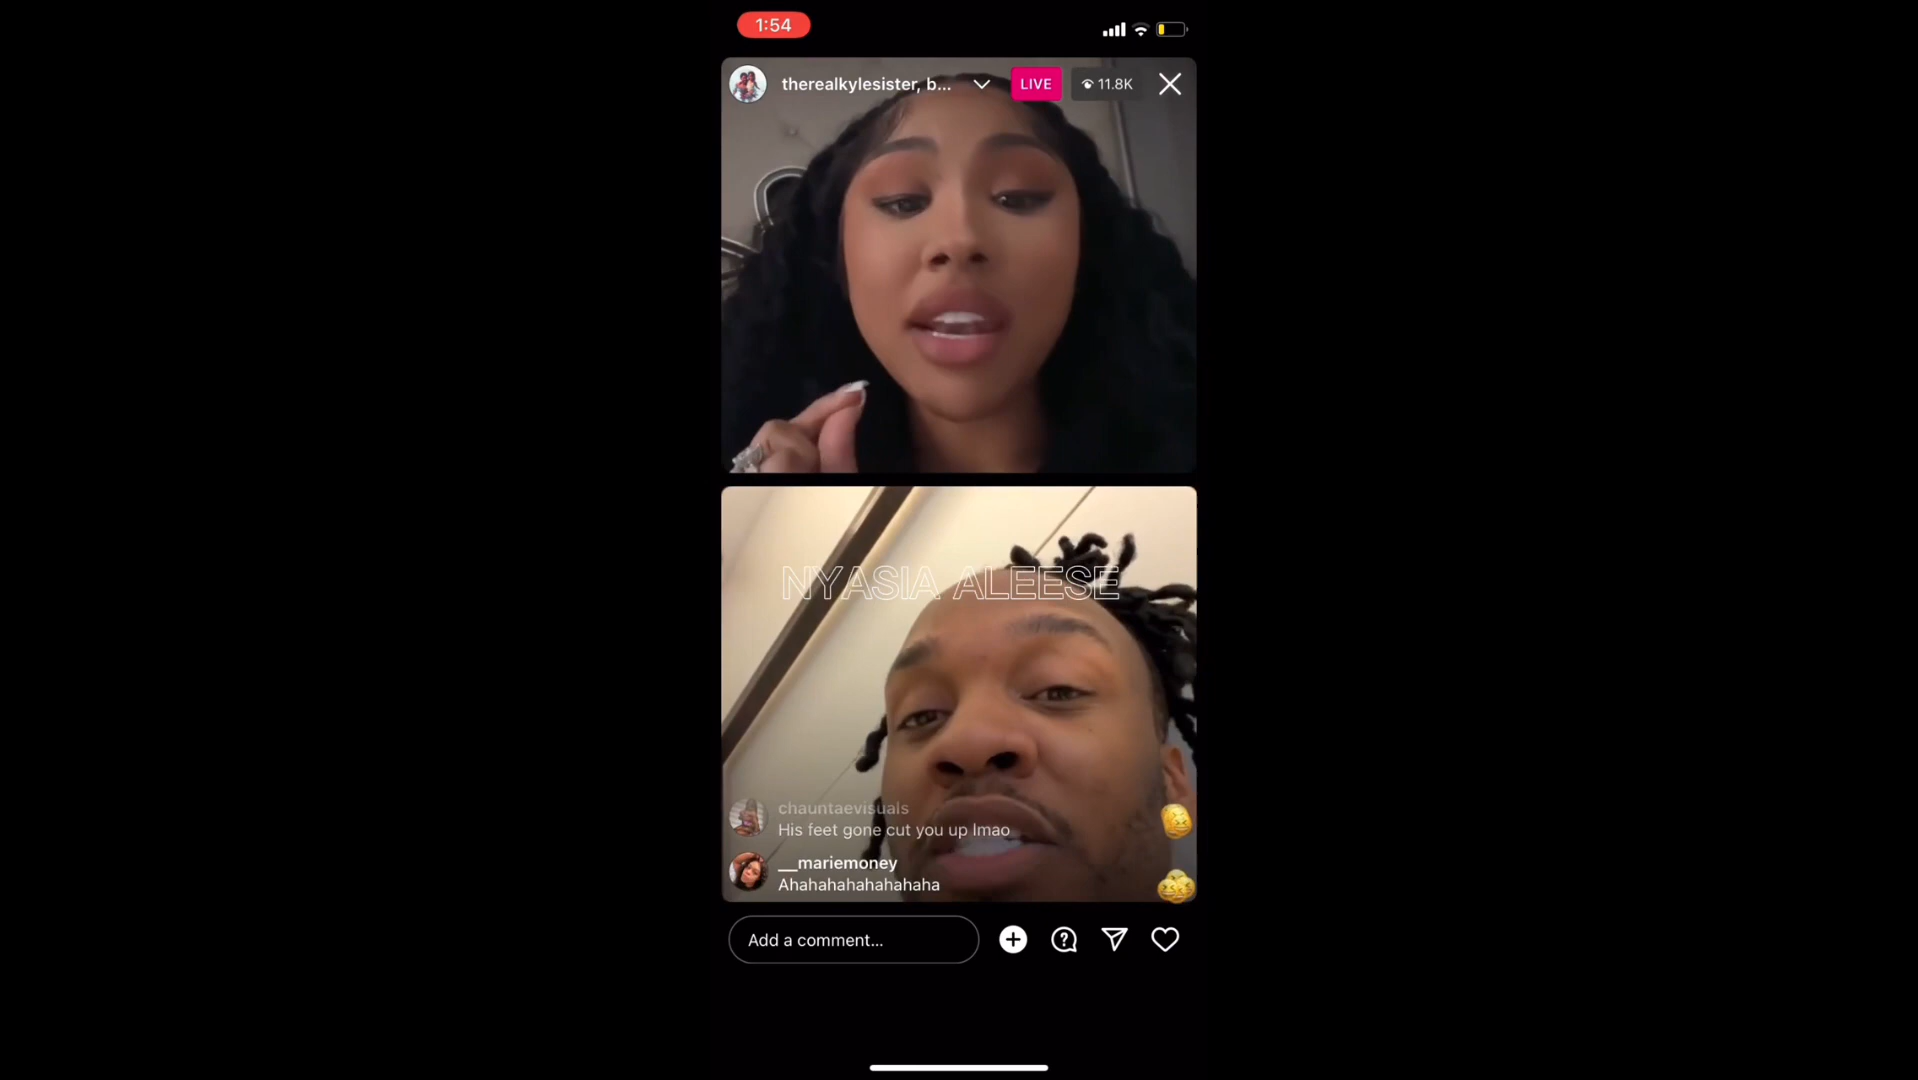 1:54
therealkylesister, b...
LIVE
11.8K
NYASIA ALEESE
chauntaevisuals
His feet gone cut you up lmao
__mariemoney
Ahahahahahahahaha
Add a comment...